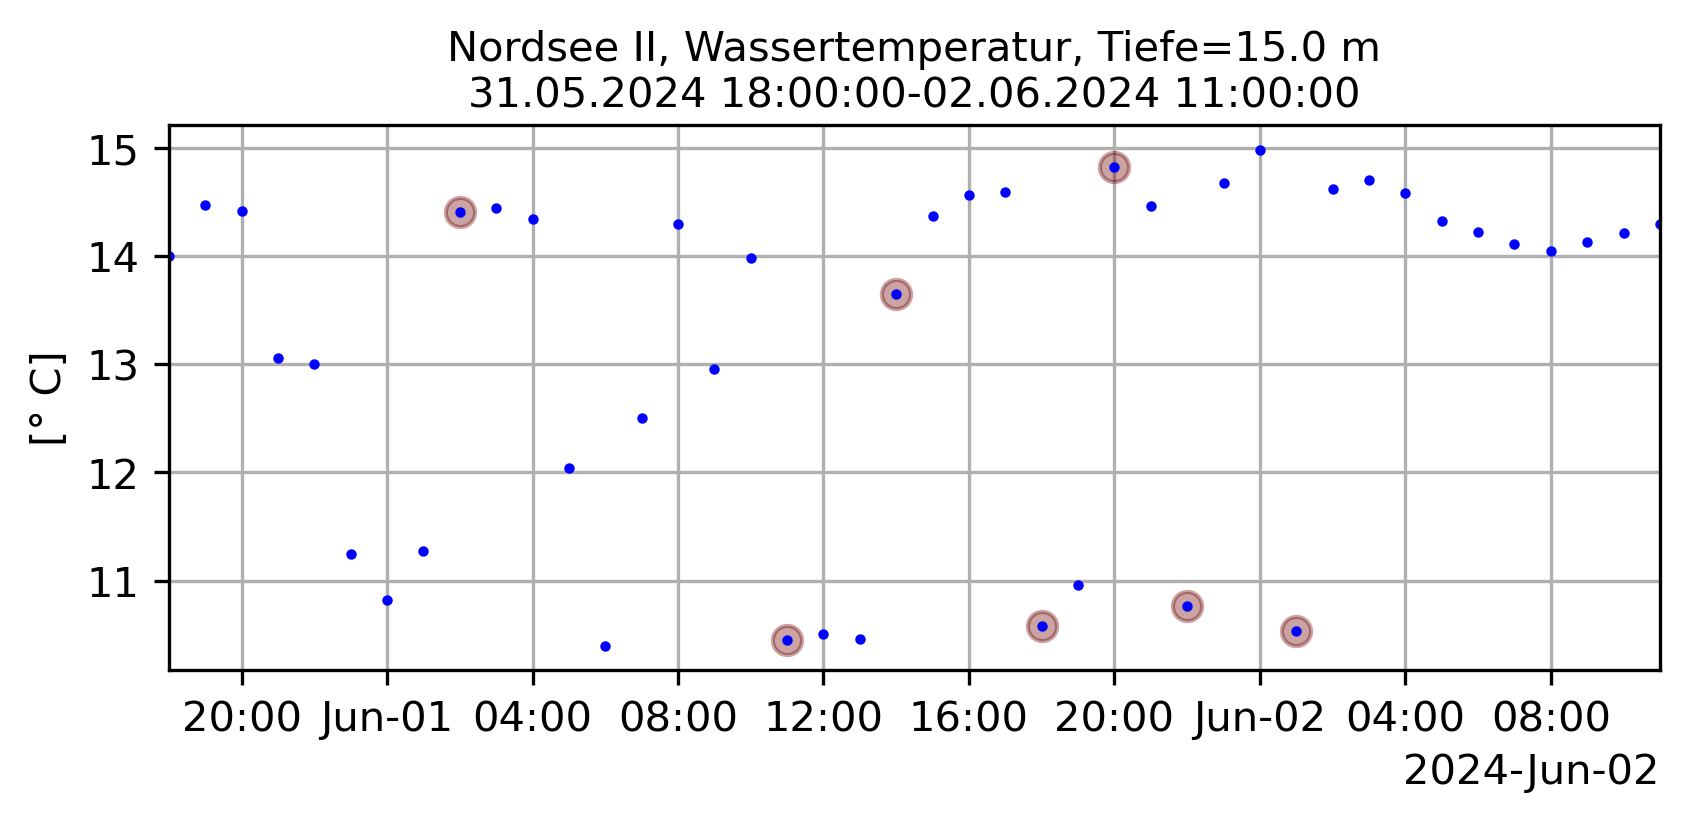 Nordsee II, Wassertemperatur, Tiefe=15.0 m
31.05.2024 18:00:00-02.06.2024 11:00:00
15
14
13
12
11
[° C]
20:00 Jun-01 04:00 08:00 12:00 16:00 20:00 Jun-02 04:00 08:00
2024-Jun-02